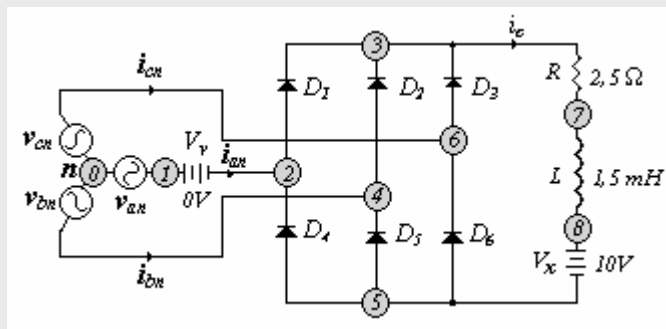 3
i_o
i_cn
D_1
D_2
D_3
R
2,5 Ω
7
v_cn
6
n
0
1
V_y
i_an
2
L
1,5 mH
v_an
0V
4
v_bn
8
D_4
D_5
D_6
V_x
10V
i_bn
5